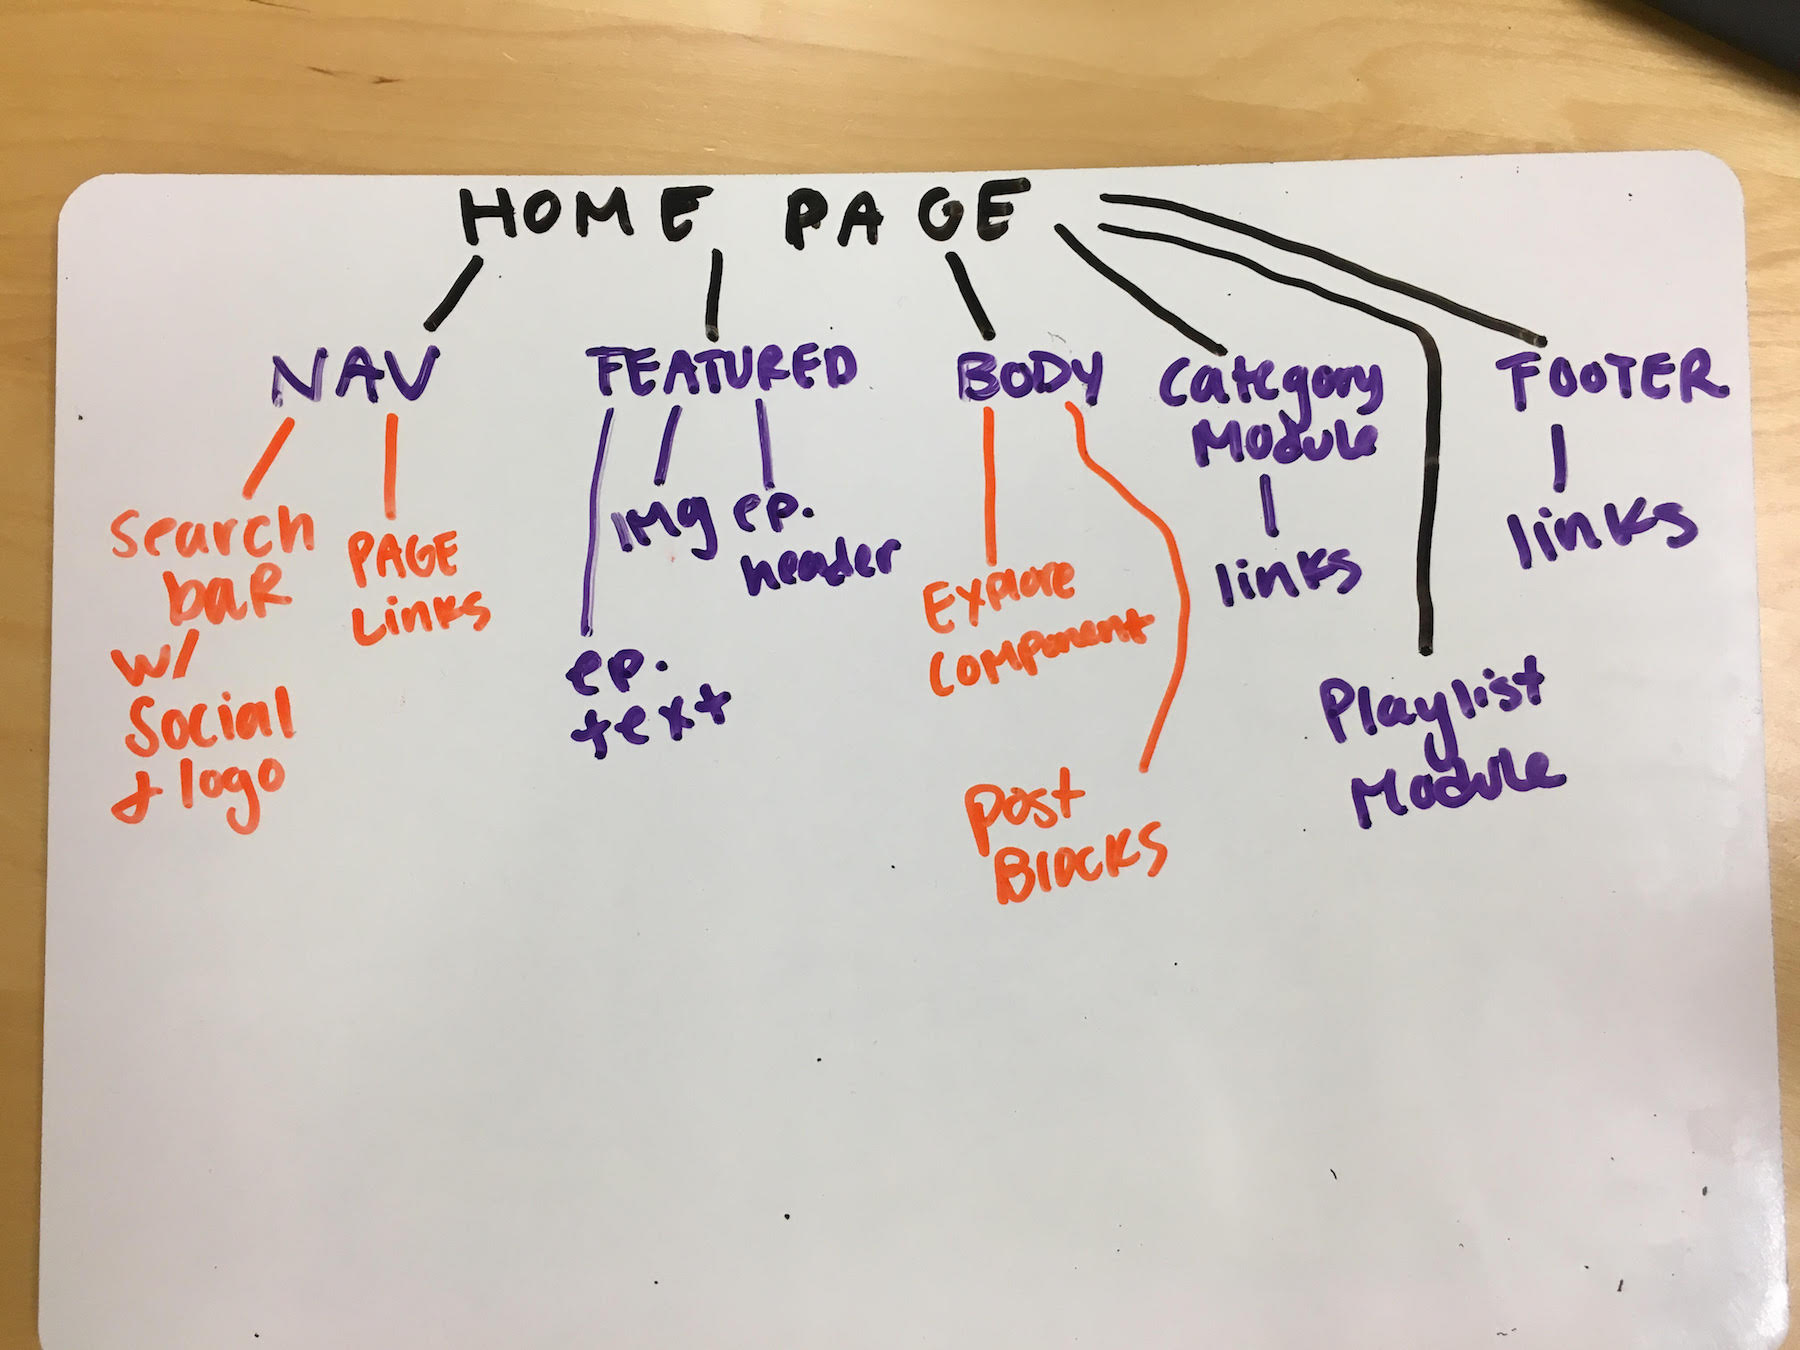 HOME PAGE
NAV
FEATURED
BODY
Category
Module
FOOTER
Search
baR
w/
Social
& logo
PAGE
Links
IMg
ep.
header
ep.
text
Explore
Component
Post
BlOCKS
links
Playlist
Module
links